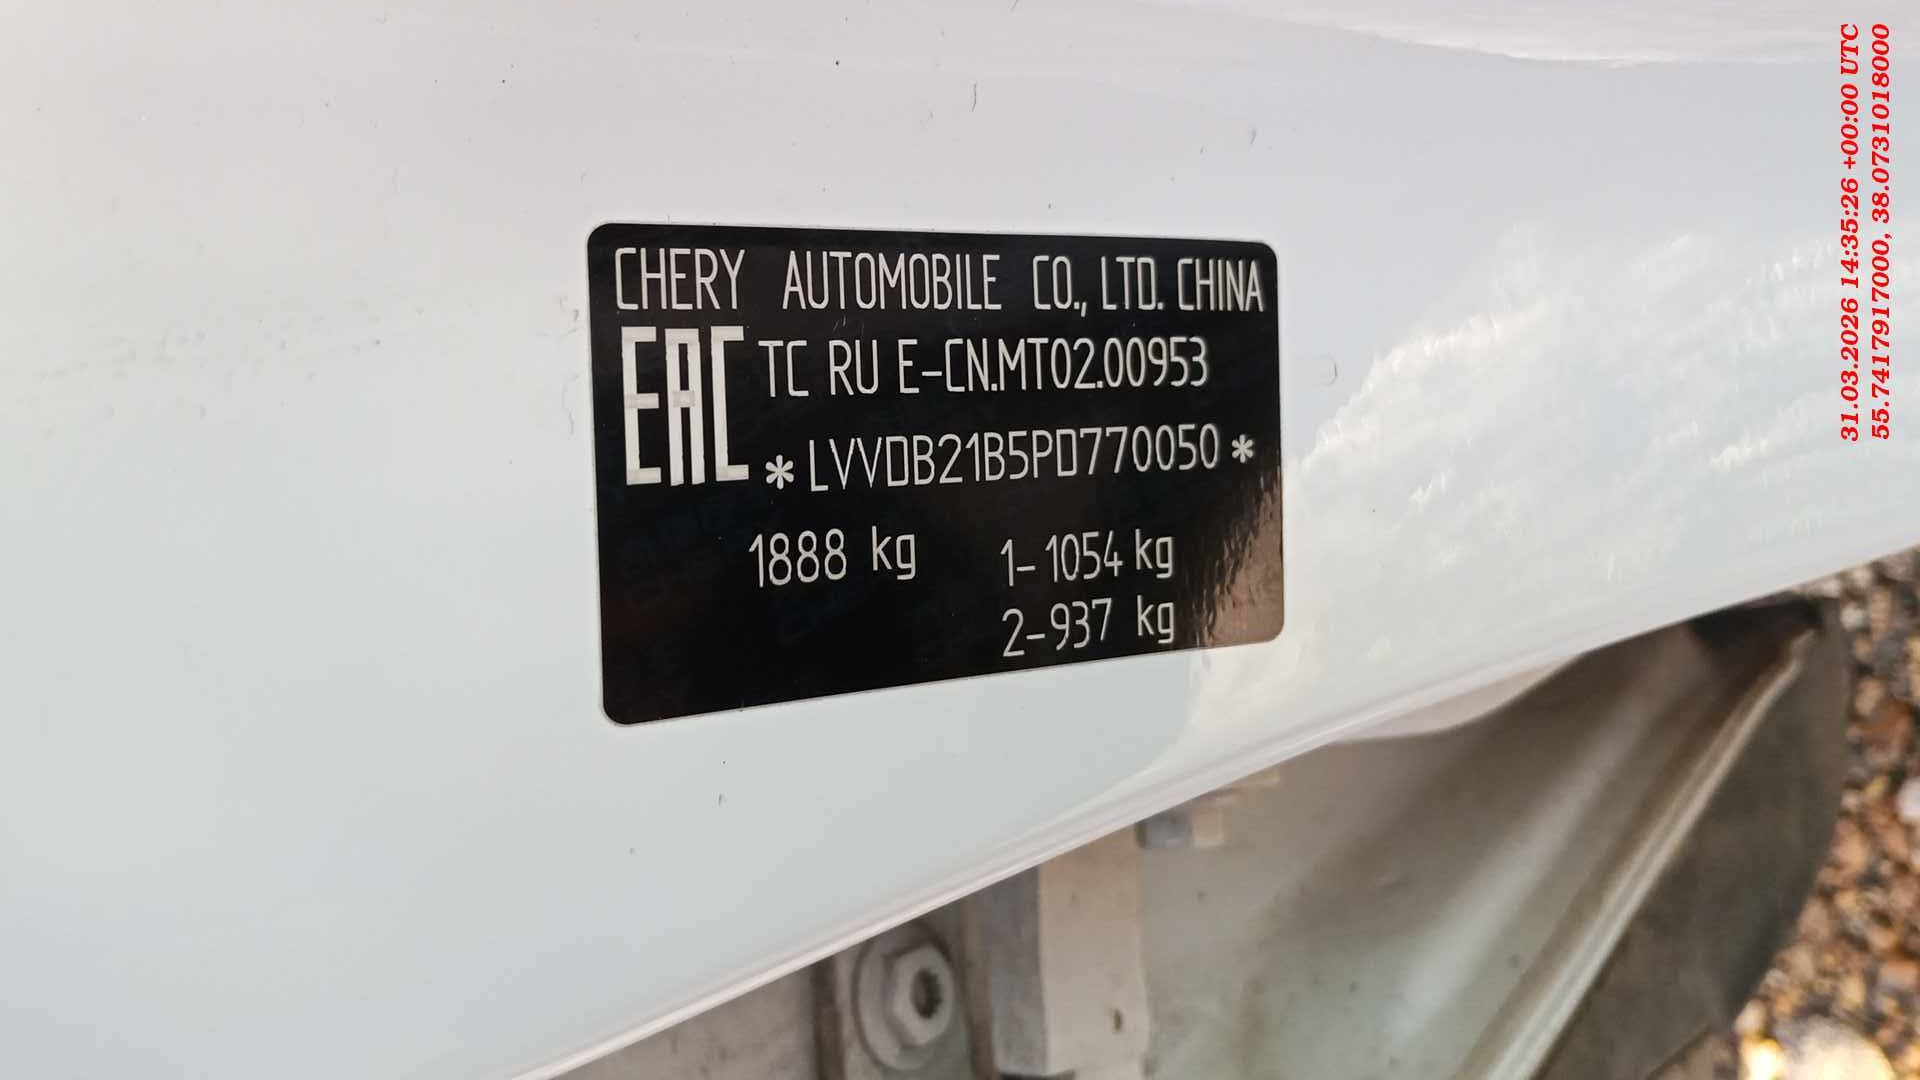 CHERY AUTOMOBILE CO., LTD. CHINA
EAC TC RU E-CN.MT02.00953
*LVVDB21B5PD770050*
1888 kg 1-1054 kg
2-937 kg
31.03.2026 14:35:26 +00:00 UTC
55.7417917000, 38.0773101018000